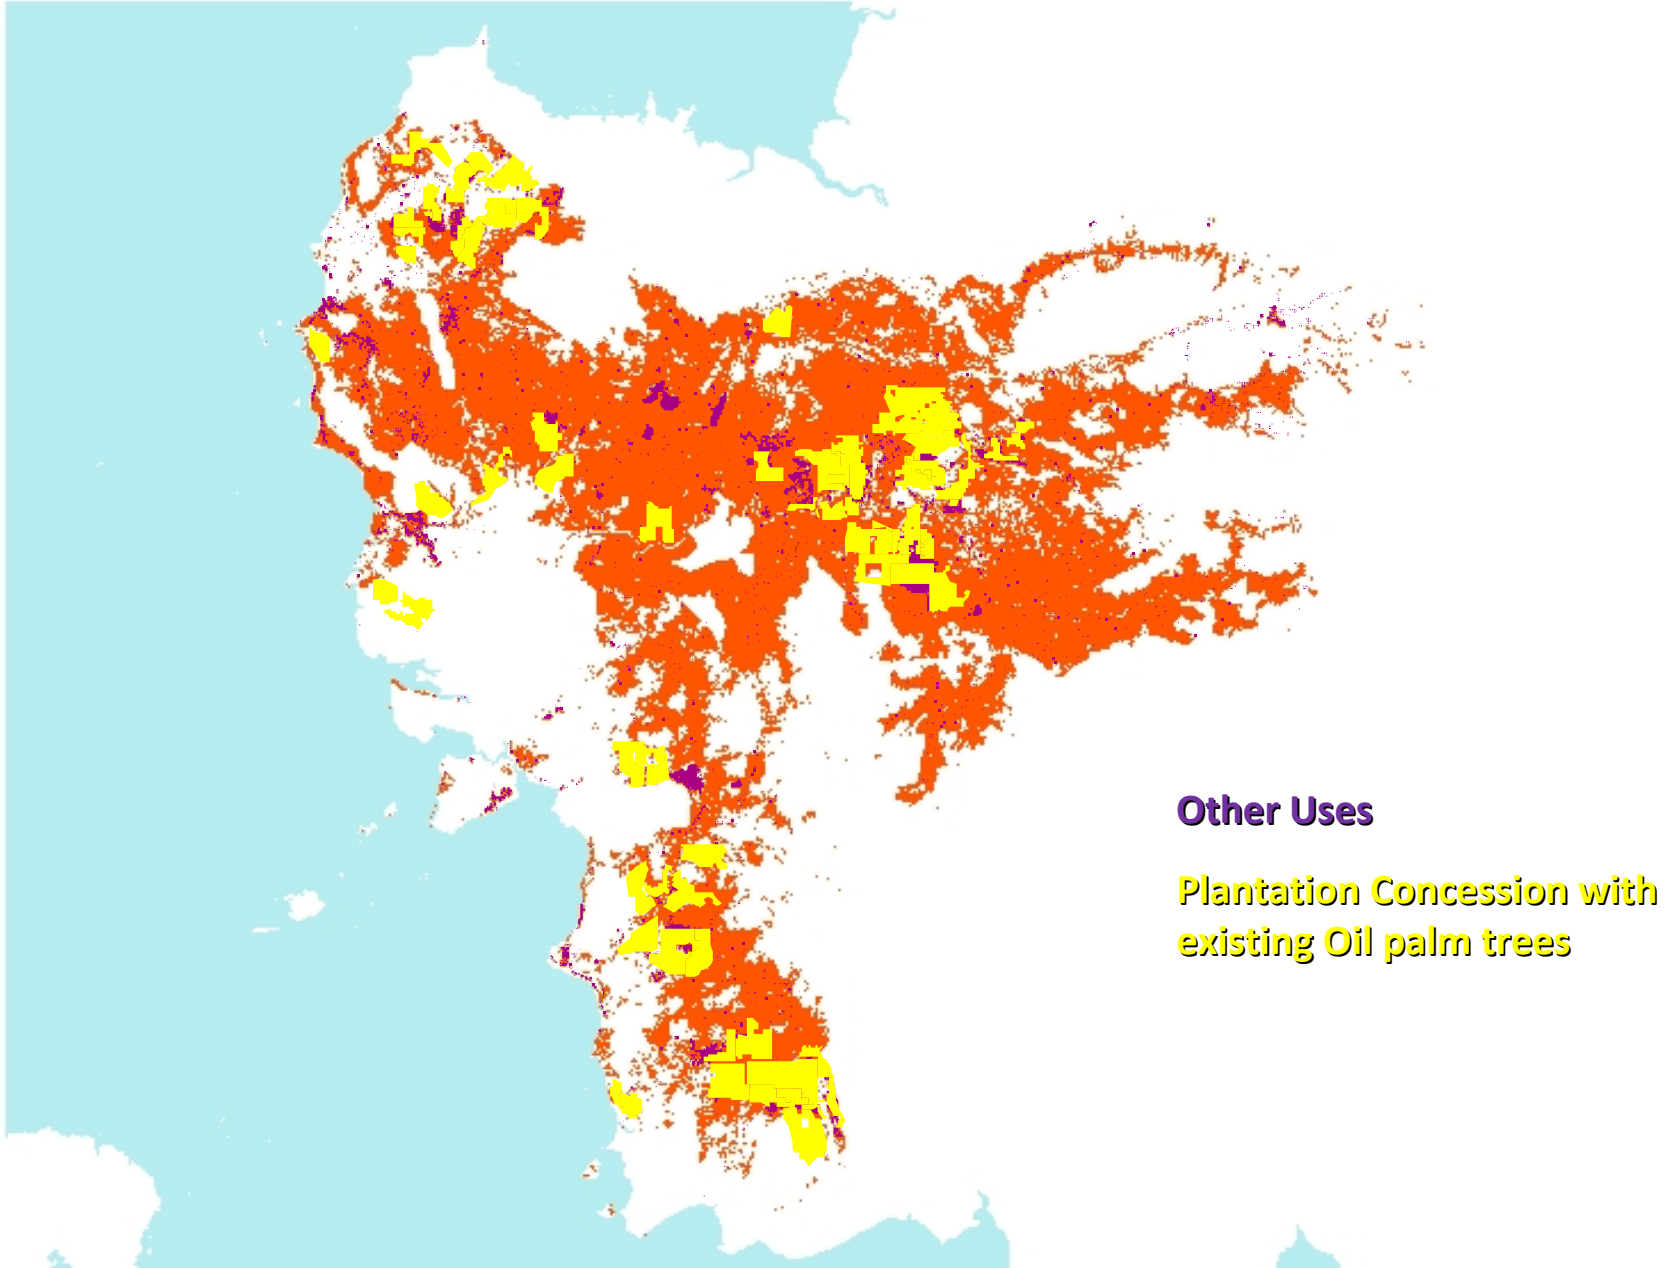 Other Uses
Plantation Concession with
existing Oil palm trees